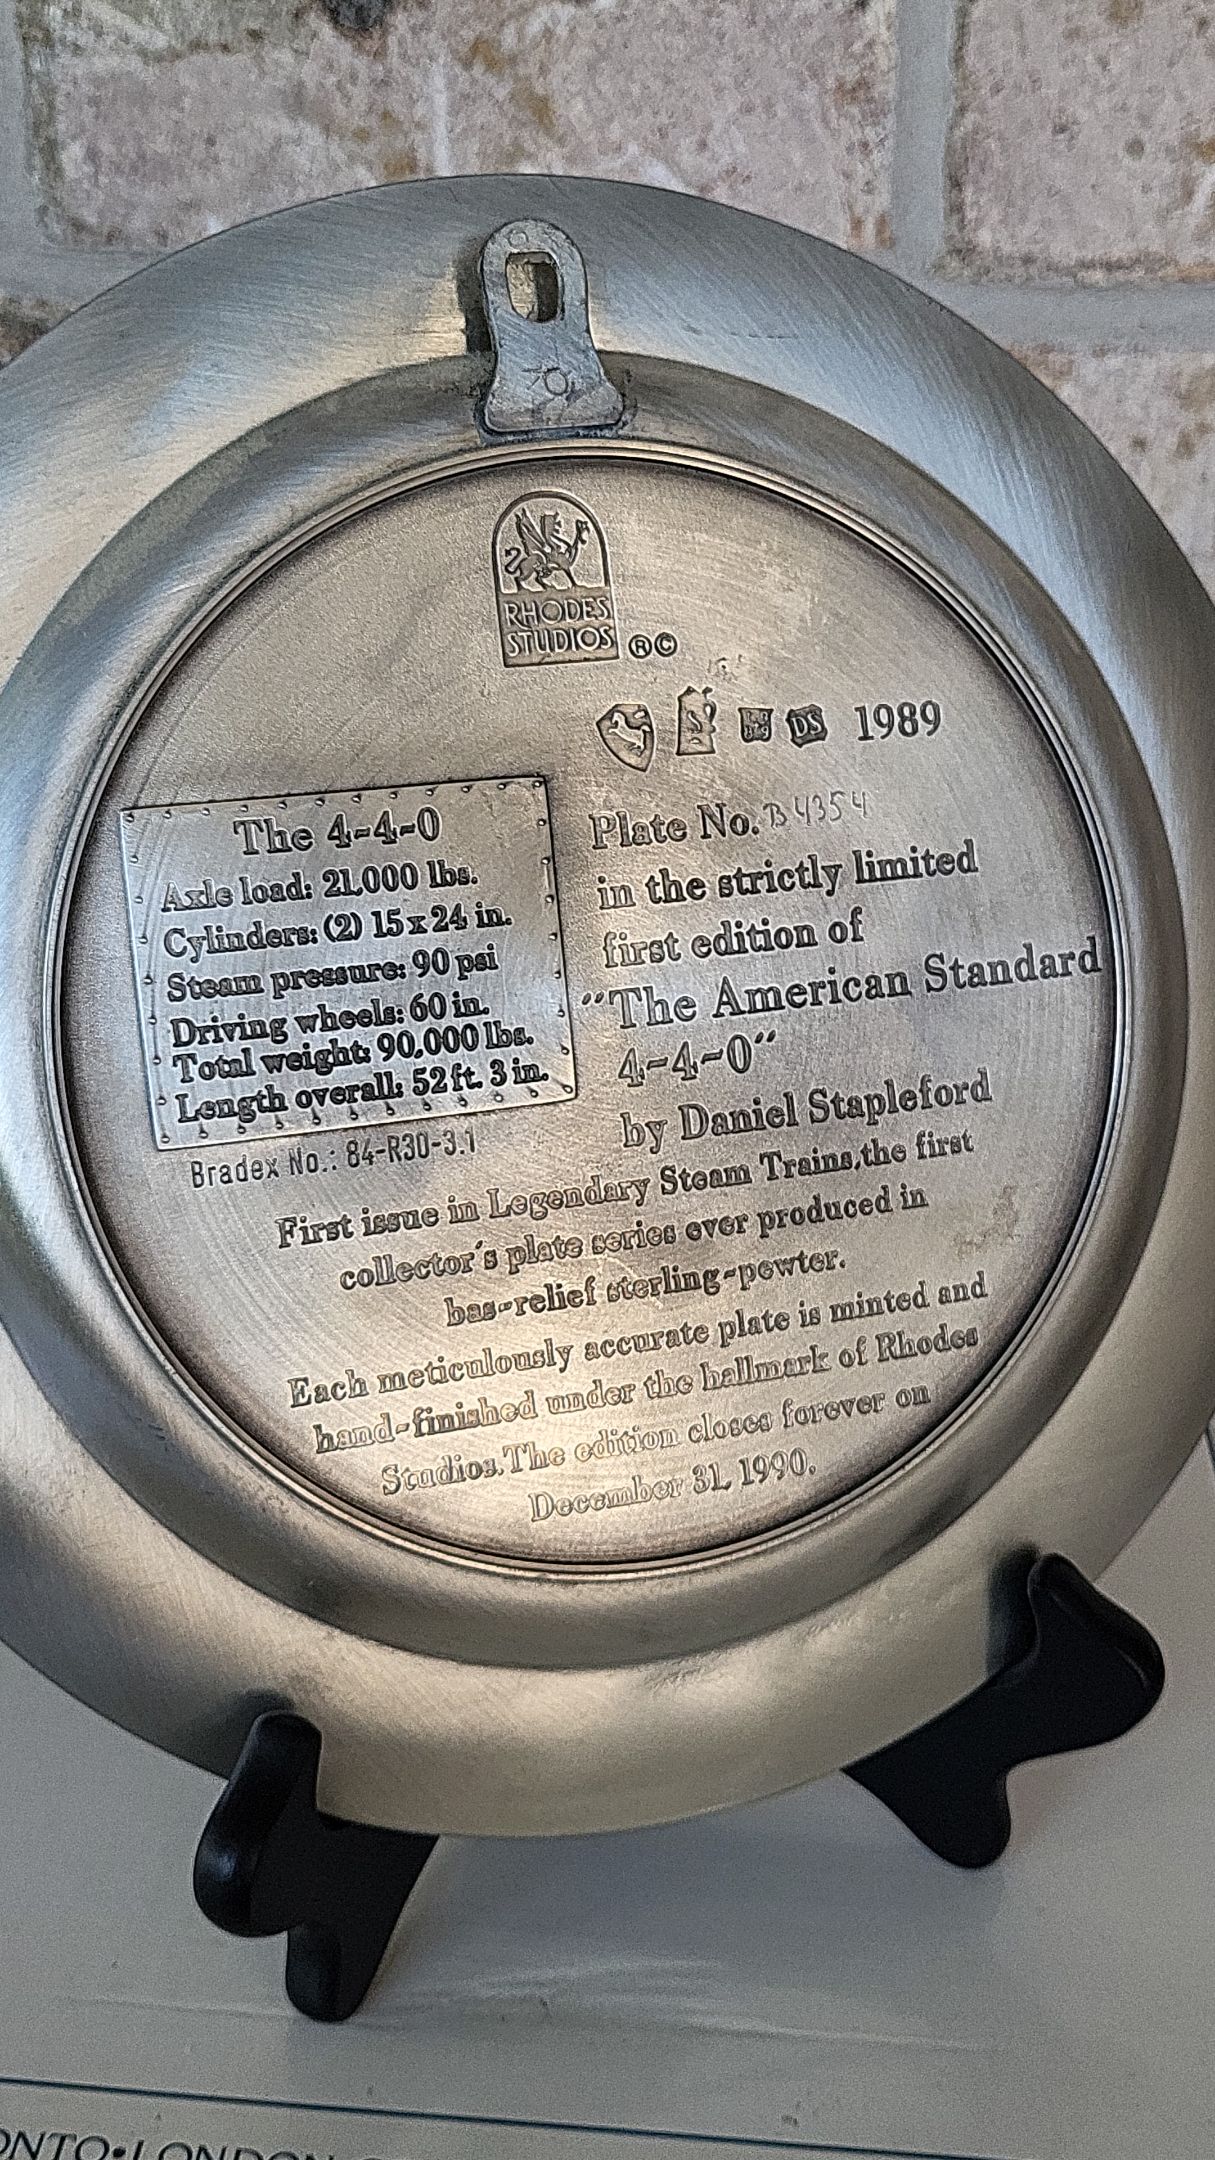 RHODES
STUDIOS ®©
DS 1989
The 4-4-0
Axle load: 21,000 lbs.
Cylinders: (2) 15 x 24 in.
Steam pressure: 90 psi
Driving wheels: 60 in.
Total weight: 90,000 lbs.
Length overall: 52 ft. 3 in.
Bradex No.: 84-R30-3.1
Plate No. B4354
in the strictly limited
first edition of
"The American Standard
4-4-0"
by Daniel Stapleford
First issue in Legendary Steam Trains, the first
collector's plate series ever produced in
bas-relief sterling-pewter.
Each meticulously accurate plate is minted and
hand-finished under the hallmark of Rhodes
Studios. The edition closes forever on
December 31, 1990.
ONTO•LONDON